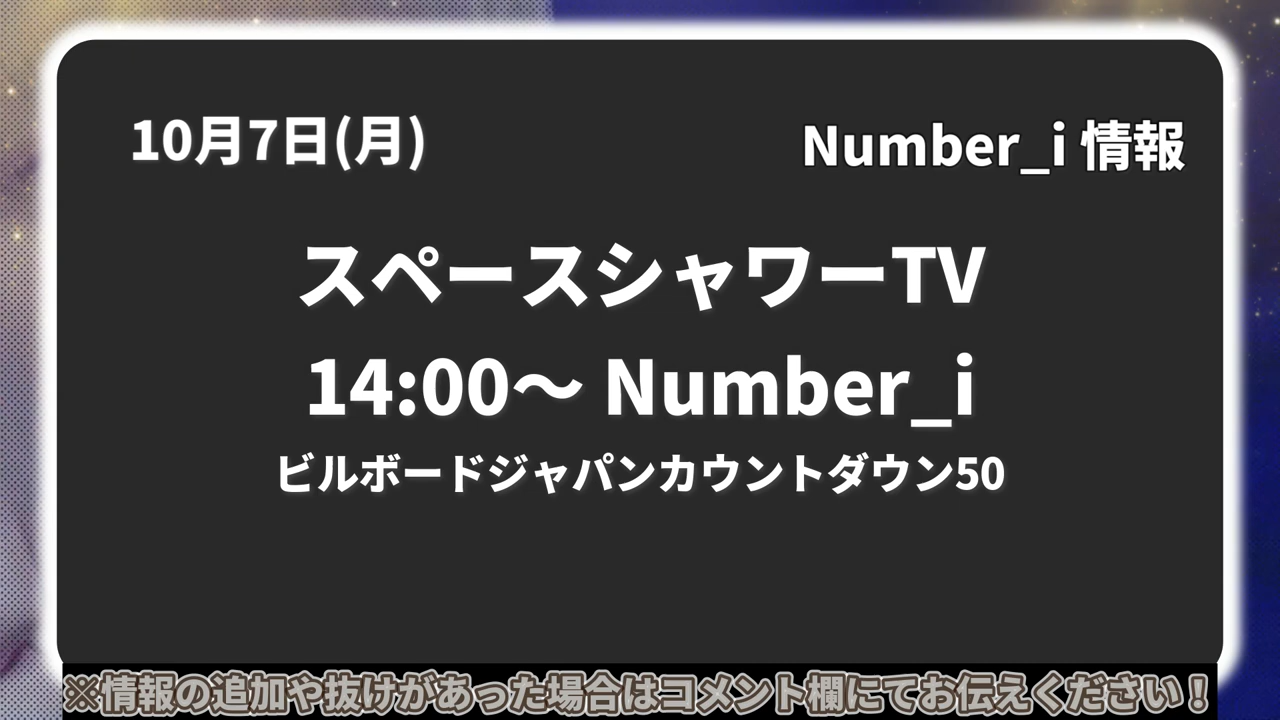 10月7日(月)
Number_i 情報
スペースシャワーTV
14:00～ Number_i
ビルボードジャパンカウントダウン50
※情報の追加や抜けがあった場合はコメント欄にてお伝えください！